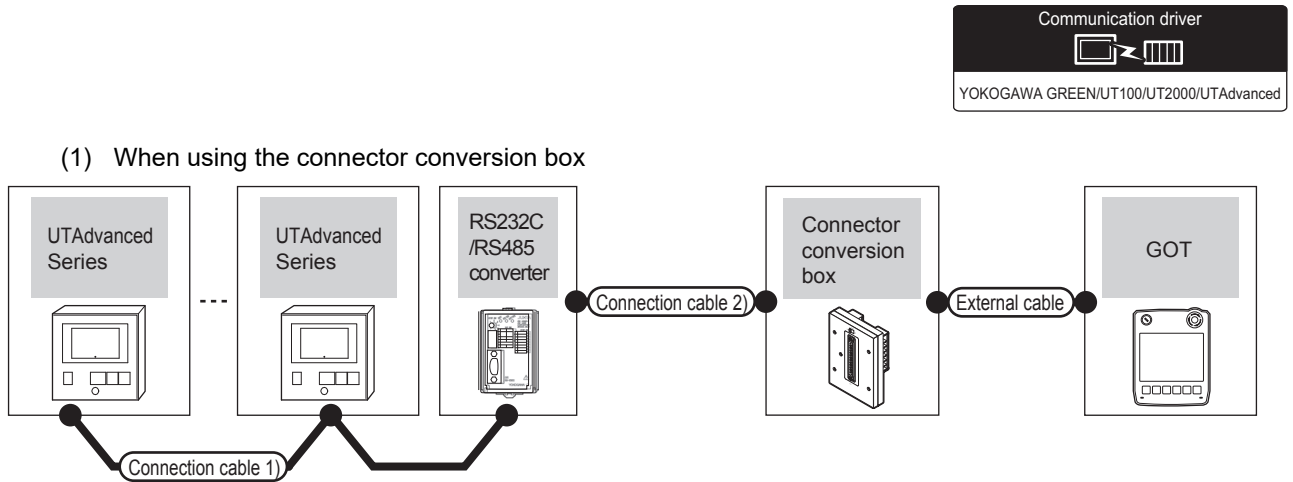 Communication driver
YOKOGAWA GREEN/UT100/UT2000/UTAdvanced
(1) When using the connector conversion box
UTAdvanced
Series
UTAdvanced
Series
RS232C
/RS485
converter
Connector
conversion
box
GOT
Connection cable 2)
External cable
Connection cable 1)